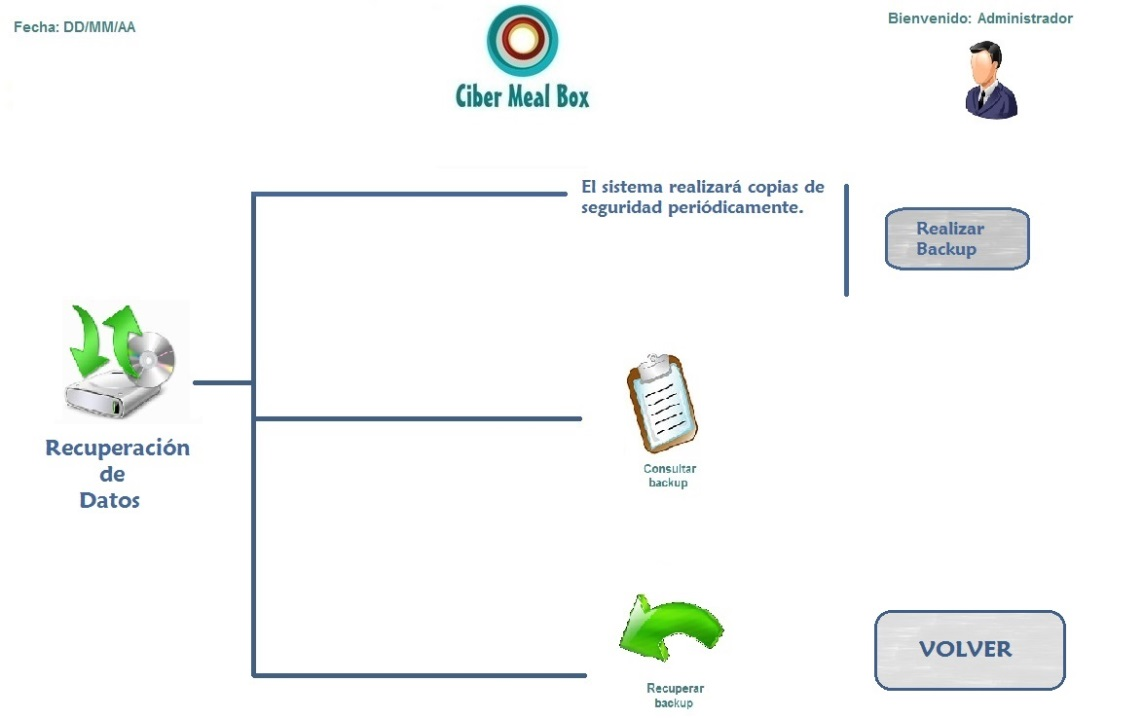 Fecha: DD/MM/AA
Ciber Meal Box
Bienvenido: Administrador
El sistema realizará copias de
seguridad periódicamente.
Realizar
Backup
Recuperación
de
Datos
Consultar
backup
Recuperar
backup
VOLVER